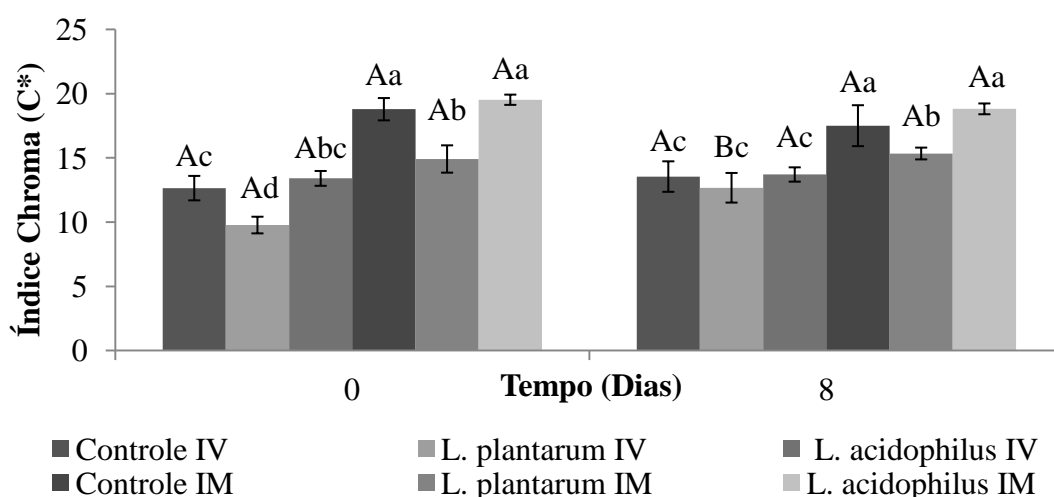 25
20
15
10
5
0
Índice Chroma (C*)
Ac
Ad
Abc
Aa
Ab
Aa
Ac
Bc
Ac
Aa
Ab
Aa
0
Tempo (Dias)
8
Controle IV
L. plantarum IV
L. acidophilus IV
Controle IM
L. plantarum IM
L. acidophilus IM